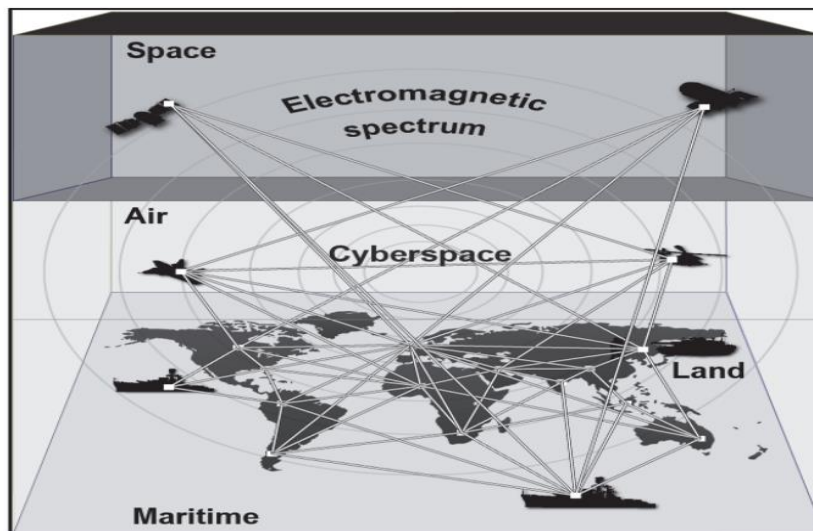 Space
Electromagnetic
spectrum
Air
Cyberspace
Land
Maritime